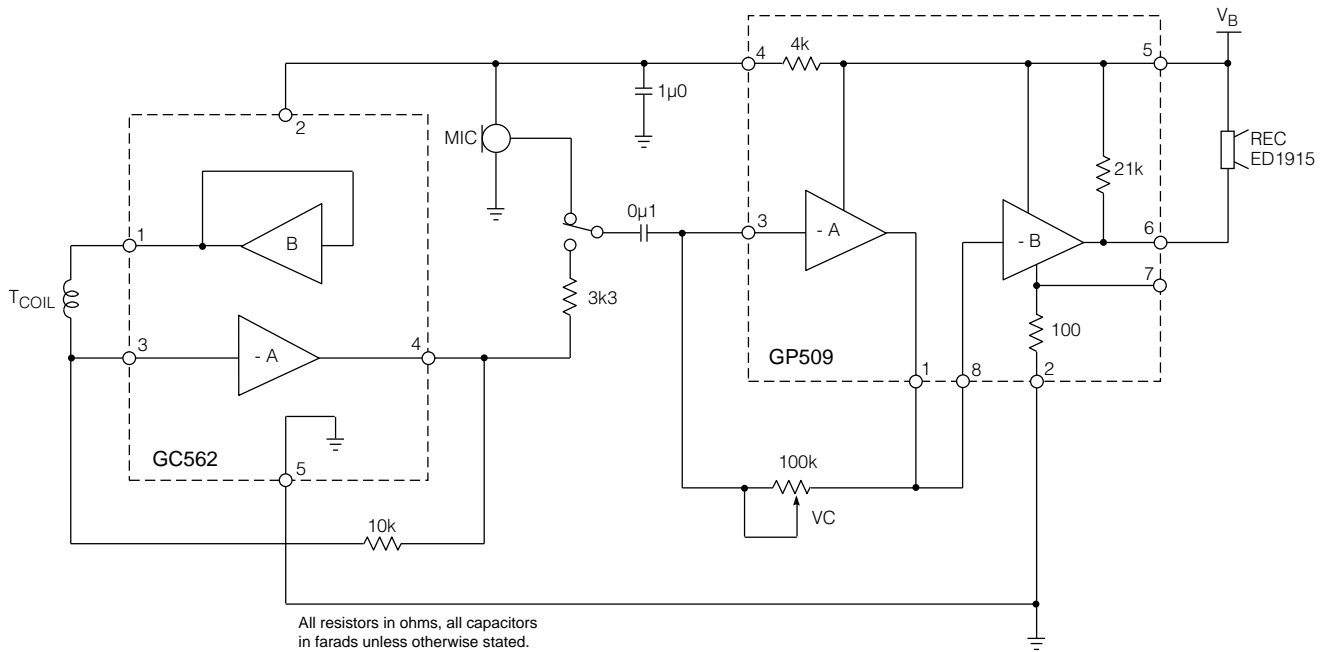 VB
4
4k
5
1µ0
2
MIC
REC
ED1915
21k
0µ1
1
B
3
- A
- B
6
7
TCOIL
3k3
100
3
- A
4
GP509
1
8
2
GC562
5
100k
VC
10k
All resistors in ohms, all capacitors
in farads unless otherwise stated.